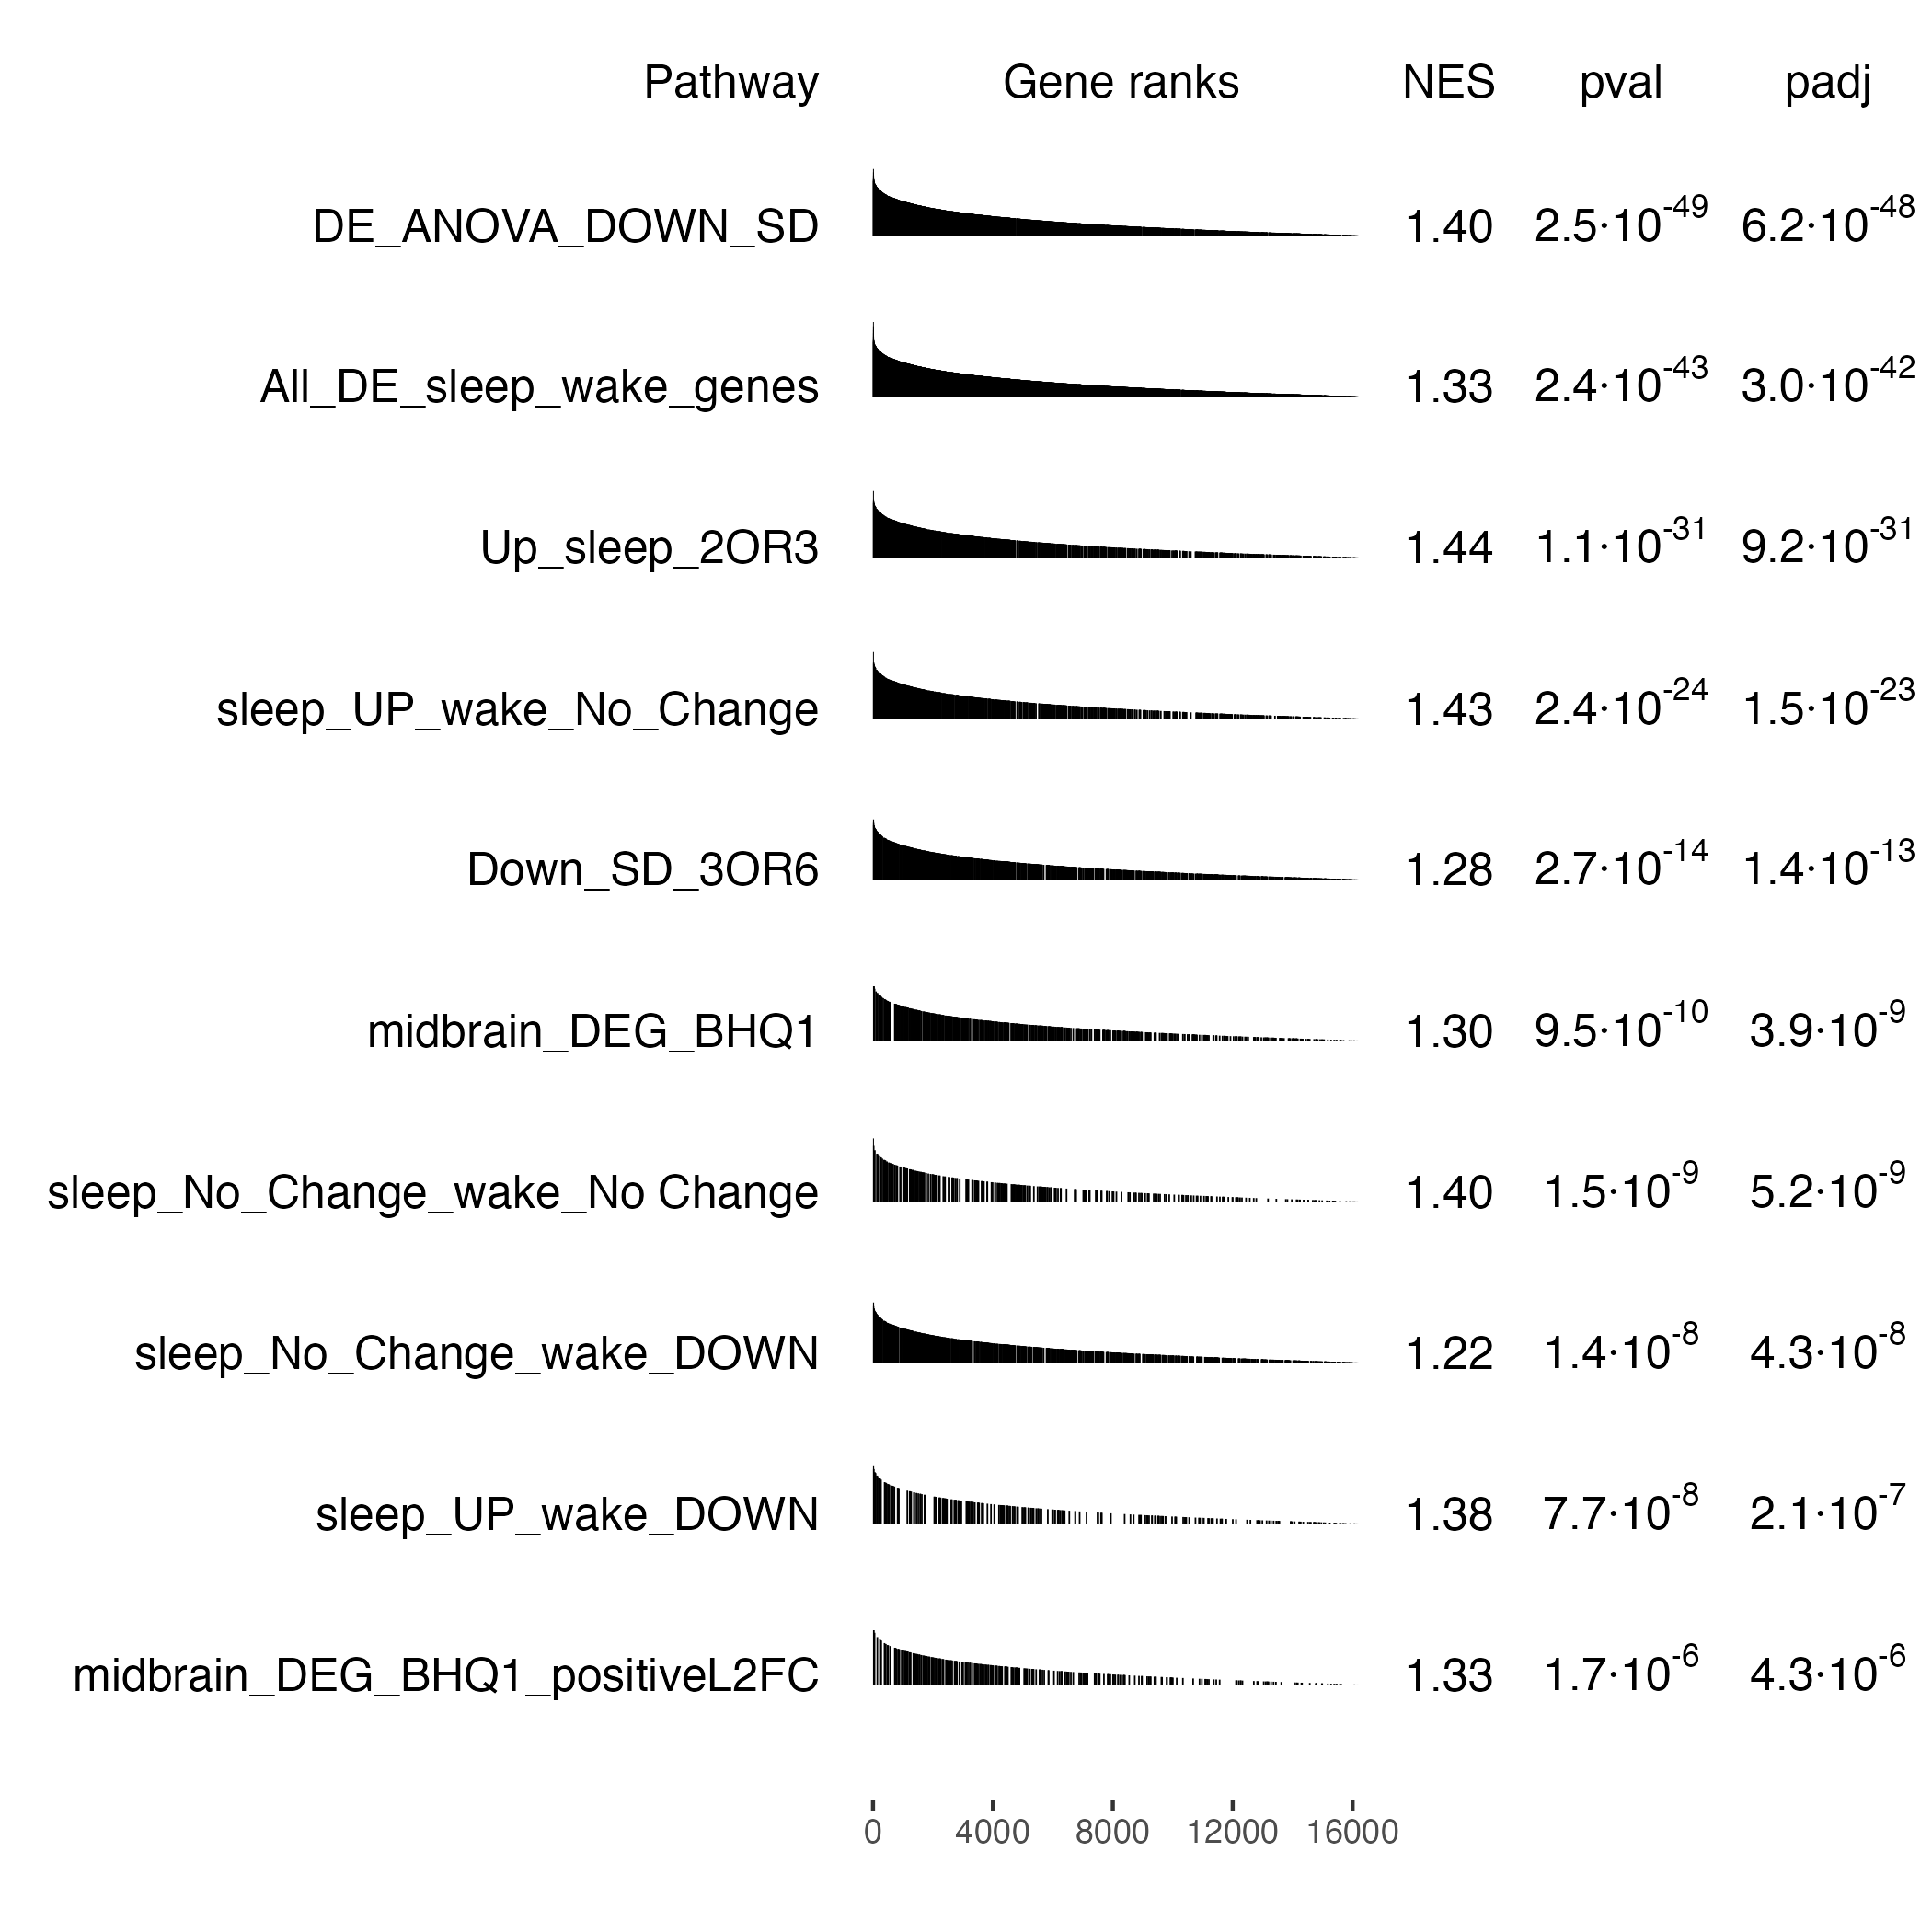 Pathway Gene ranks NES pval padj
DE_ANOVA_DOWN_SD 1.40 2.5·10⁻⁴⁹ 6.2·10⁻⁴⁸
All_DE_sleep_wake_genes 1.33 2.4·10⁻⁴³ 3.0·10⁻⁴²
Up_sleep_2OR3 1.44 1.1·10⁻³¹ 9.2·10⁻³¹
sleep_UP_wake_No_Change 1.43 2.4·10⁻²⁴ 1.5·10⁻²³
Down_SD_3OR6 1.28 2.7·10⁻¹⁴ 1.4·10⁻¹³
midbrain_DEG_BHQ1 1.30 9.5·10⁻¹⁰ 3.9·10⁻⁹
sleep_No_Change_wake_No Change 1.40 1.5·10⁻⁹ 5.2·10⁻⁹
sleep_No_Change_wake_DOWN 1.22 1.4·10⁻⁸ 4.3·10⁻⁸
sleep_UP_wake_DOWN 1.38 7.7·10⁻⁸ 2.1·10⁻⁷
midbrain_DEG_BHQ1_positiveL2FC 1.33 1.7·10⁻⁶ 4.3·10⁻⁶
0 4000 8000 12000 16000